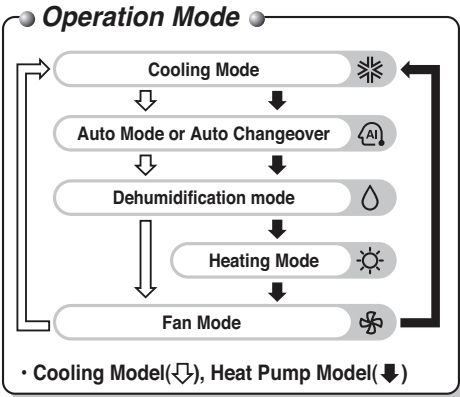 Operation Mode
Cooling Mode
Auto Mode or Auto Changeover
AI
Dehumidification mode
Heating Mode
Fan Mode
· Cooling Model(⇩), Heat Pump Model(⬇)